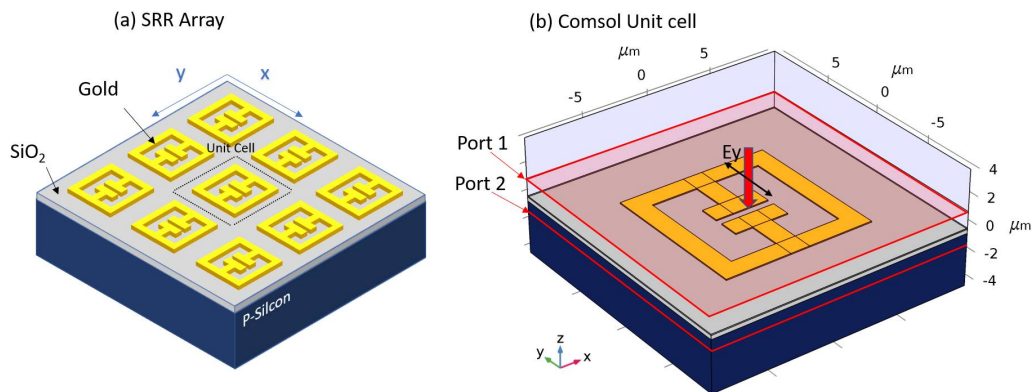 (a) SRR Array
(b) Comsol Unit cell
y
x
Gold
SiO₂
Unit Cell
P-Silcon
μm
5
0
-5
μm
5
0
-5
Port 1
Port 2
Ey
4
2
0
μm
-2
-4
z
y
x